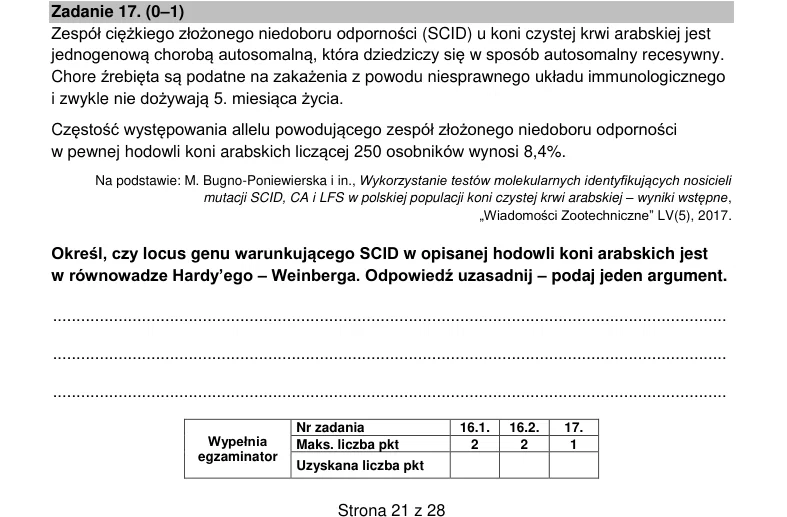 Zadanie 17. (0–1)
Zespół ciężkiego złożonego niedoboru odporności (SCID) u koni czystej krwi arabskiej jest
jednogenową chorobą autosomalną, która dziedziczy się w sposób autosomalny recesywny.
Chore źrebięta są podatne na zakażenia z powodu niesprawnego układu immunologicznego
i zwykle nie dożywają 5. miesiąca życia.
Częstość występowania allelu powodującego zespół złożonego niedoboru odporności
w pewnej hodowli koni arabskich liczącej 250 osobników wynosi 8,4%.
Na podstawie: M. Bugno-Poniewierska i in., Wykorzystanie testów molekularnych identyfikujących nosicieli
mutacji SCID, CA i LFS w polskiej populacji koni czystej krwi arabskiej – wyniki wstępne,
„Wiadomości Zootechniczne” LV(5), 2017.
Określ, czy locus genu warunkującego SCID w opisanej hodowli koni arabskich jest
w równowadze Hardy’ego – Weinberga. Odpowiedź uzasadnij – podaj jeden argument.
Wypełnia egzaminator
Nr zadania 16.1. 16.2. 17.
Maks. liczba pkt 2 2 1
Uzyskana liczba pkt
Strona 21 z 28